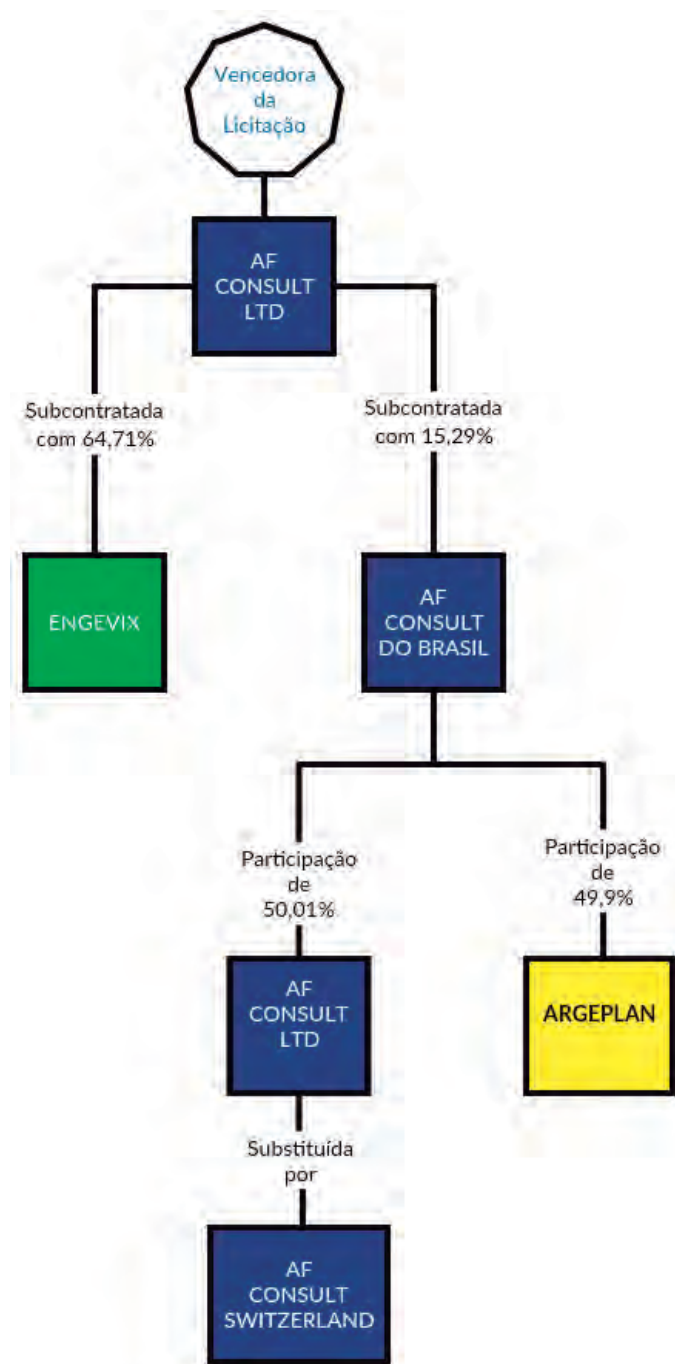 Vencedora
da
Licitação
AF
CONSULT
LTD
Subcontratada
com 64,71%
Subcontratada
com 15,29%
ENGEVIX
AF
CONSULT
DO BRASIL
Participação
de
50,01%
Participação
de
49,9%
AF
CONSULT
LTD
ARGEPLAN
Substituída
por
AF
CONSULT
SWITZERLAND